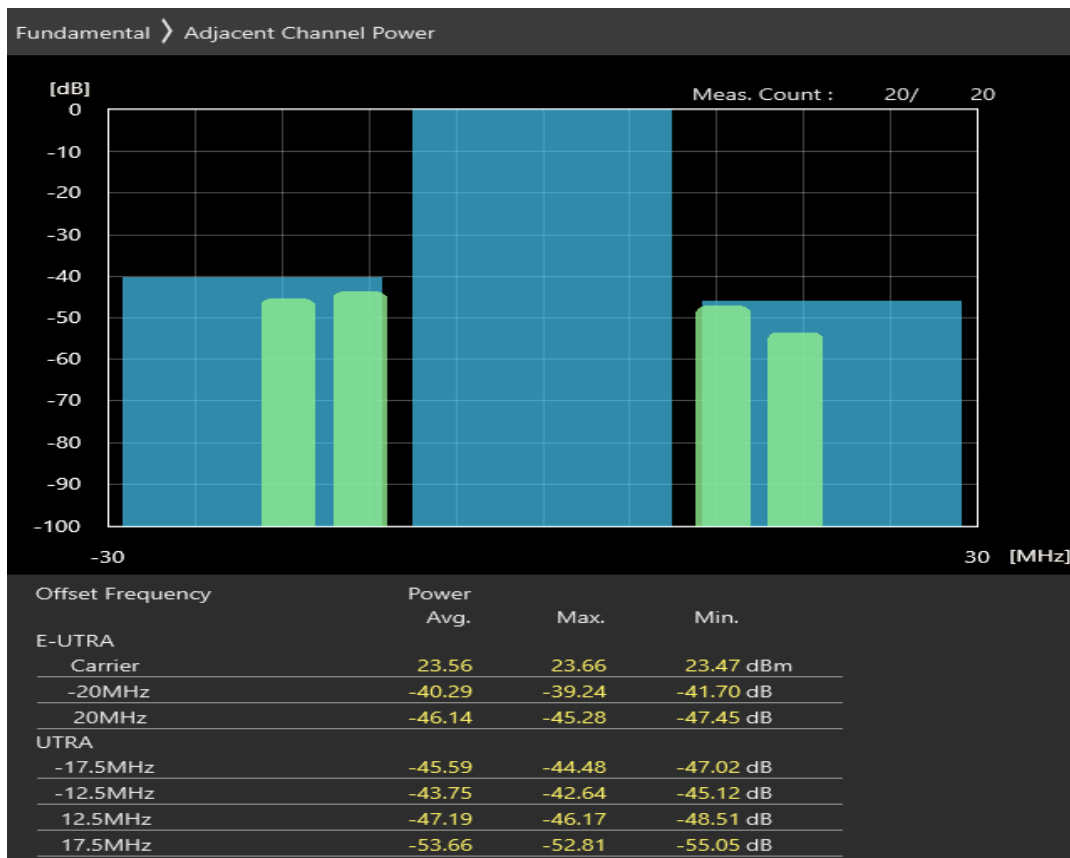 Fundamental 〉 Adjacent Channel Power
[dB]
Meas. Count : 20/ 20
0
-10
-20
-30
-40
-50
-60
-70
-80
-90
-100
-30 30 [MHz]
Offset Frequency Power
Avg. Max. Min.
E-UTRA
Carrier 23.56 23.66 23.47 dBm
-20MHz -40.29 -39.24 -41.70 dB
20MHz -46.14 -45.28 -47.45 dB
UTRA
-17.5MHz -45.59 -44.48 -47.02 dB
-12.5MHz -43.75 -42.64 -45.12 dB
12.5MHz -47.19 -46.17 -48.51 dB
17.5MHz -53.66 -52.81 -55.05 dB